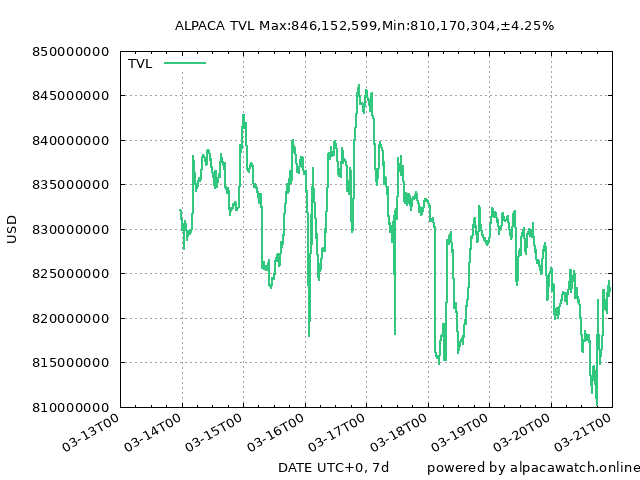 ALPACA TVL Max:846,152,599,Min:810,170,304,±4.25%
850000000
TVL
845000000
840000000
835000000
830000000
825000000
820000000
815000000
810000000
USD
03-13T00
03-14T00
03-15T00
03-16T00
03-17T00
03-18T00
03-19T00
03-20T00
03-21T00
DATE UTC+0, 7d
powered by alpacawatch.online